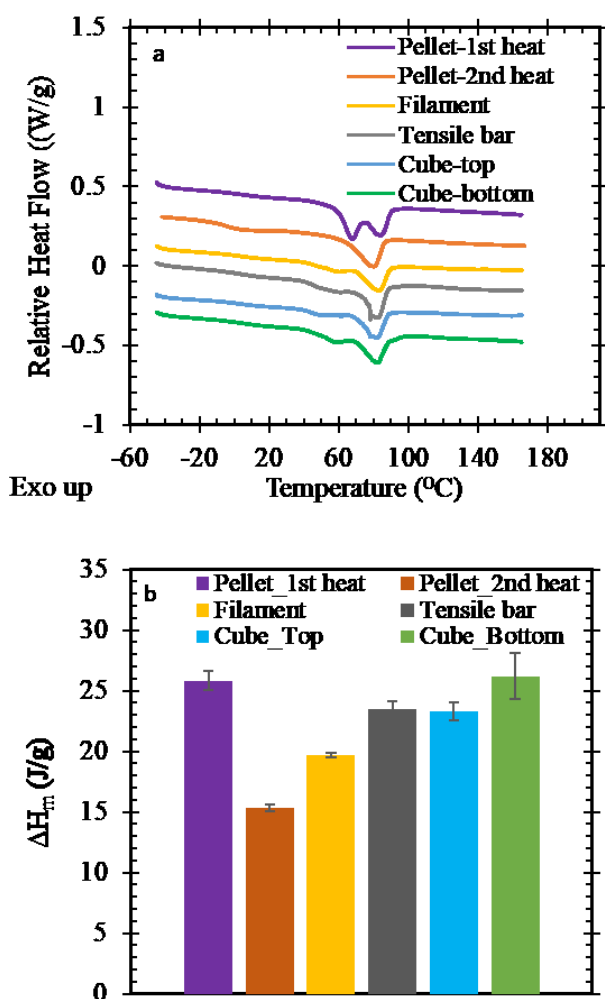 a
1.5
1
0.5
0
-0.5
-1
Relative Heat Flow ((W/g)
Pellet-1st heat
Pellet-2nd heat
Filament
Tensile bar
Cube-top
Cube-bottom
-60 -20 20 60 100 140 180
Exo up
Temperature (⁰C)
b
35
30
25
20
15
10
5
0
ΔHₘ (J/g)
Pellet_1st heat Pellet_2nd heat
Filament Tensile bar
Cube_Top Cube_Bottom